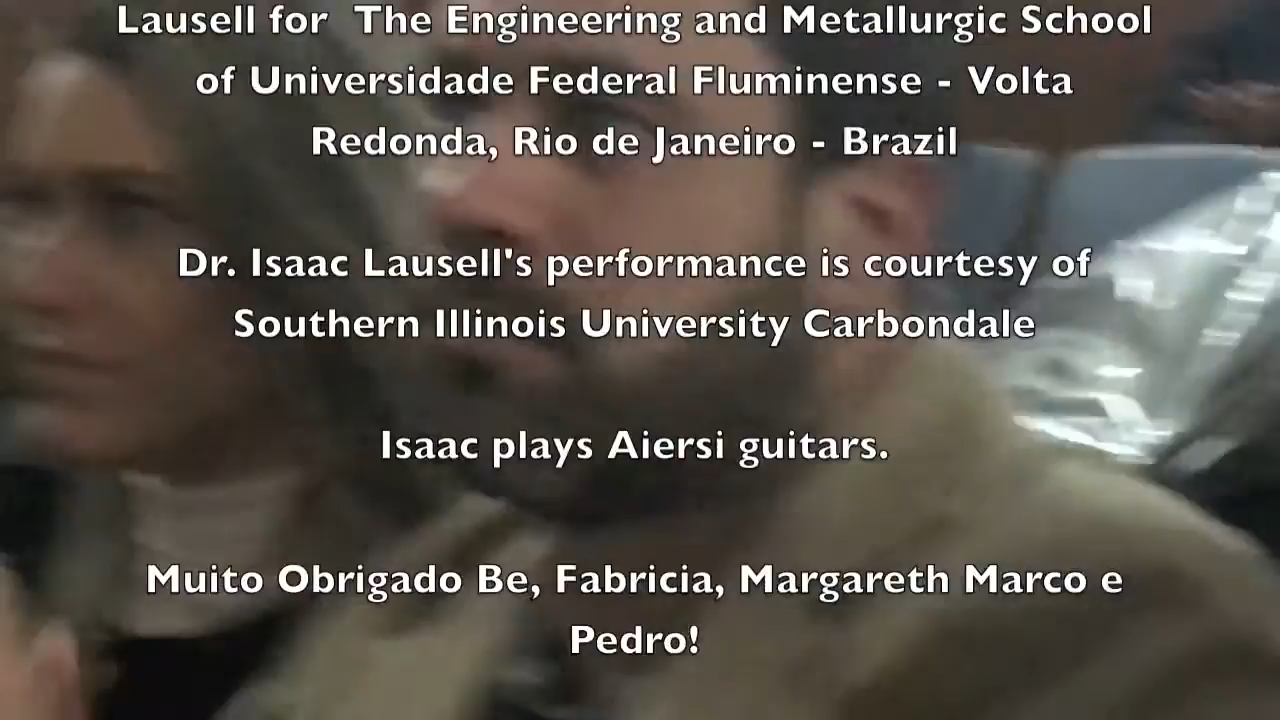 Lausell for The Engineering and Metallurgic School
of Universidade Federal Fluminense - Volta
Redonda, Rio de Janeiro - Brazil
Dr. Isaac Lausell's performance is courtesy of
Southern Illinois University Carbondale
Isaac plays Aiersi guitars.
Muito Obrigado Be, Fabricia, Margareth Marco e
Pedro!